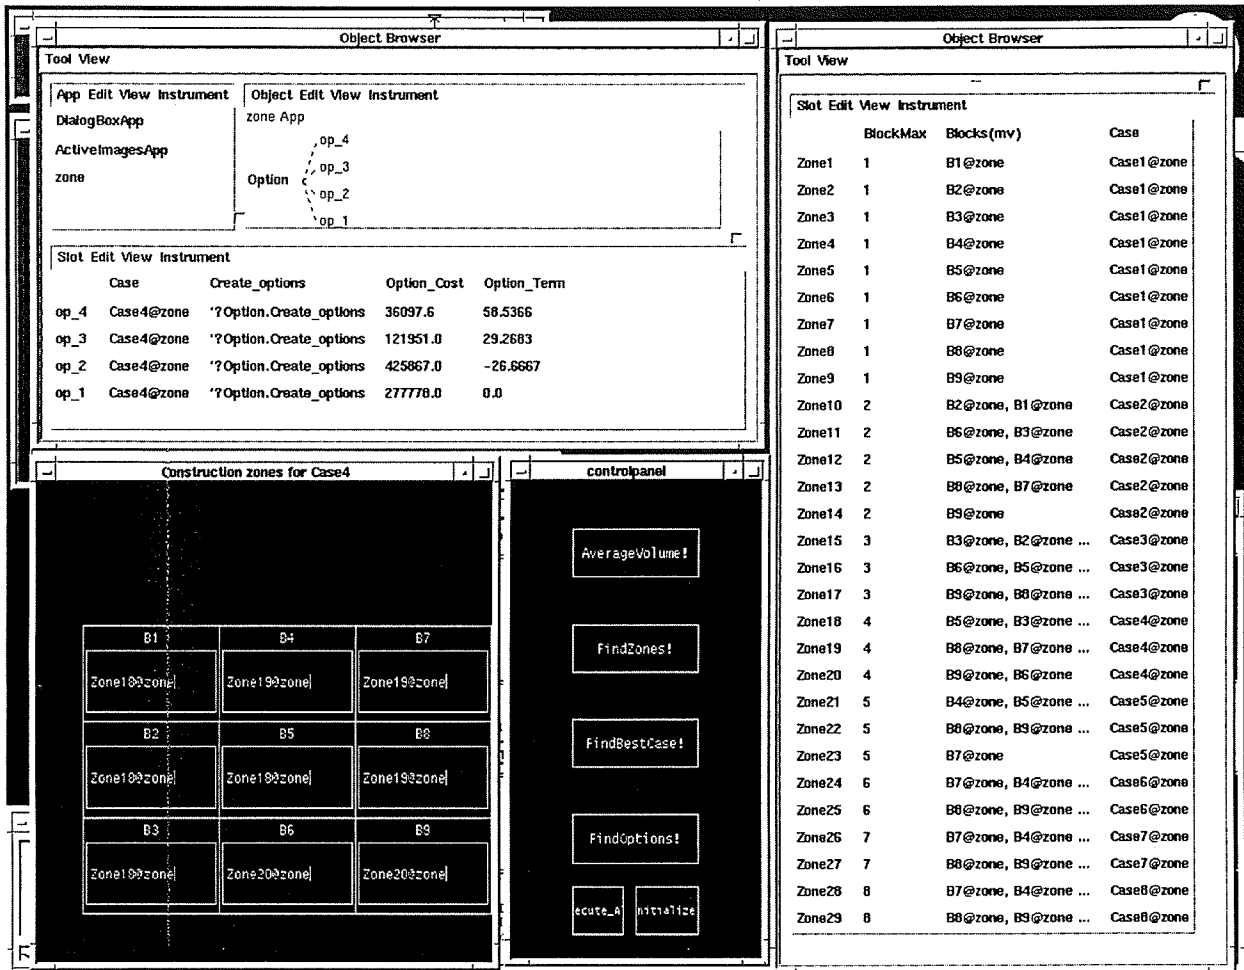 Object Browser
Tool View
App Edit View Instrument
DialogBoxApp
ActiveImagesApp
zone
Object Edit View Instrument
zone App
Option
op_4
op_3
op_2
op_1
Slot Edit View Instrument
Case Create_options Option_Cost Option_Term
op_4 Case4@zone '?Option.Create_options 36097.6 58.5366
op_3 Case4@zone '?Option.Create_options 121951.0 29.2683
op_2 Case4@zone '?Option.Create_options 425867.0 -26.6667
op_1 Case4@zone '?Option.Create_options 277778.0 0.0
Construction zones for Case4
B1 B4 B7
Zone18@zone Zone19@zone Zone19@zone
B2 B5 B8
Zone18@zone Zone18@zone Zone19@zone
B3 B6 B9
Zone18@zone Zone20@zone Zone20@zone
controlpanel
AverageVolume!
FindZones!
FindBestCase!
FindOptions!
ecute_A nitialize
Object Browser
Tool View
Slot Edit View Instrument
BlockMax Blocks(mv) Case
Zone1 1 B1@zone Case1@zone
Zone2 1 B2@zone Case1@zone
Zone3 1 B3@zone Case1@zone
Zone4 1 B4@zone Case1@zone
Zone5 1 B5@zone Case1@zone
Zone6 1 B6@zone Case1@zone
Zone7 1 B7@zone Case1@zone
Zone8 1 B8@zone Case1@zone
Zone9 1 B9@zone Case1@zone
Zone10 2 B2@zone, B1@zone Case2@zone
Zone11 2 B6@zone, B3@zone Case2@zone
Zone12 2 B5@zone, B4@zone Case2@zone
Zone13 2 B8@zone, B7@zone Case2@zone
Zone14 2 B9@zone Case2@zone
Zone15 3 B3@zone, B2@zone ... Case3@zone
Zone16 3 B6@zone, B5@zone ... Case3@zone
Zone17 3 B9@zone, B8@zone ... Case3@zone
Zone18 4 B5@zone, B3@zone ... Case4@zone
Zone19 4 B8@zone, B7@zone ... Case4@zone
Zone20 4 B9@zone, B6@zone Case4@zone
Zone21 5 B4@zone, B5@zone ... Case5@zone
Zone22 5 B8@zone, B9@zone ... Case5@zone
Zone23 5 B7@zone Case5@zone
Zone24 6 B7@zone, B4@zone ... Case6@zone
Zone25 6 B8@zone, B9@zone ... Case6@zone
Zone26 7 B7@zone, B4@zone ... Case7@zone
Zone27 7 B8@zone, B9@zone ... Case7@zone
Zone28 8 B7@zone, B4@zone ... Case8@zone
Zone29 8 B8@zone, B9@zone ... Case8@zone